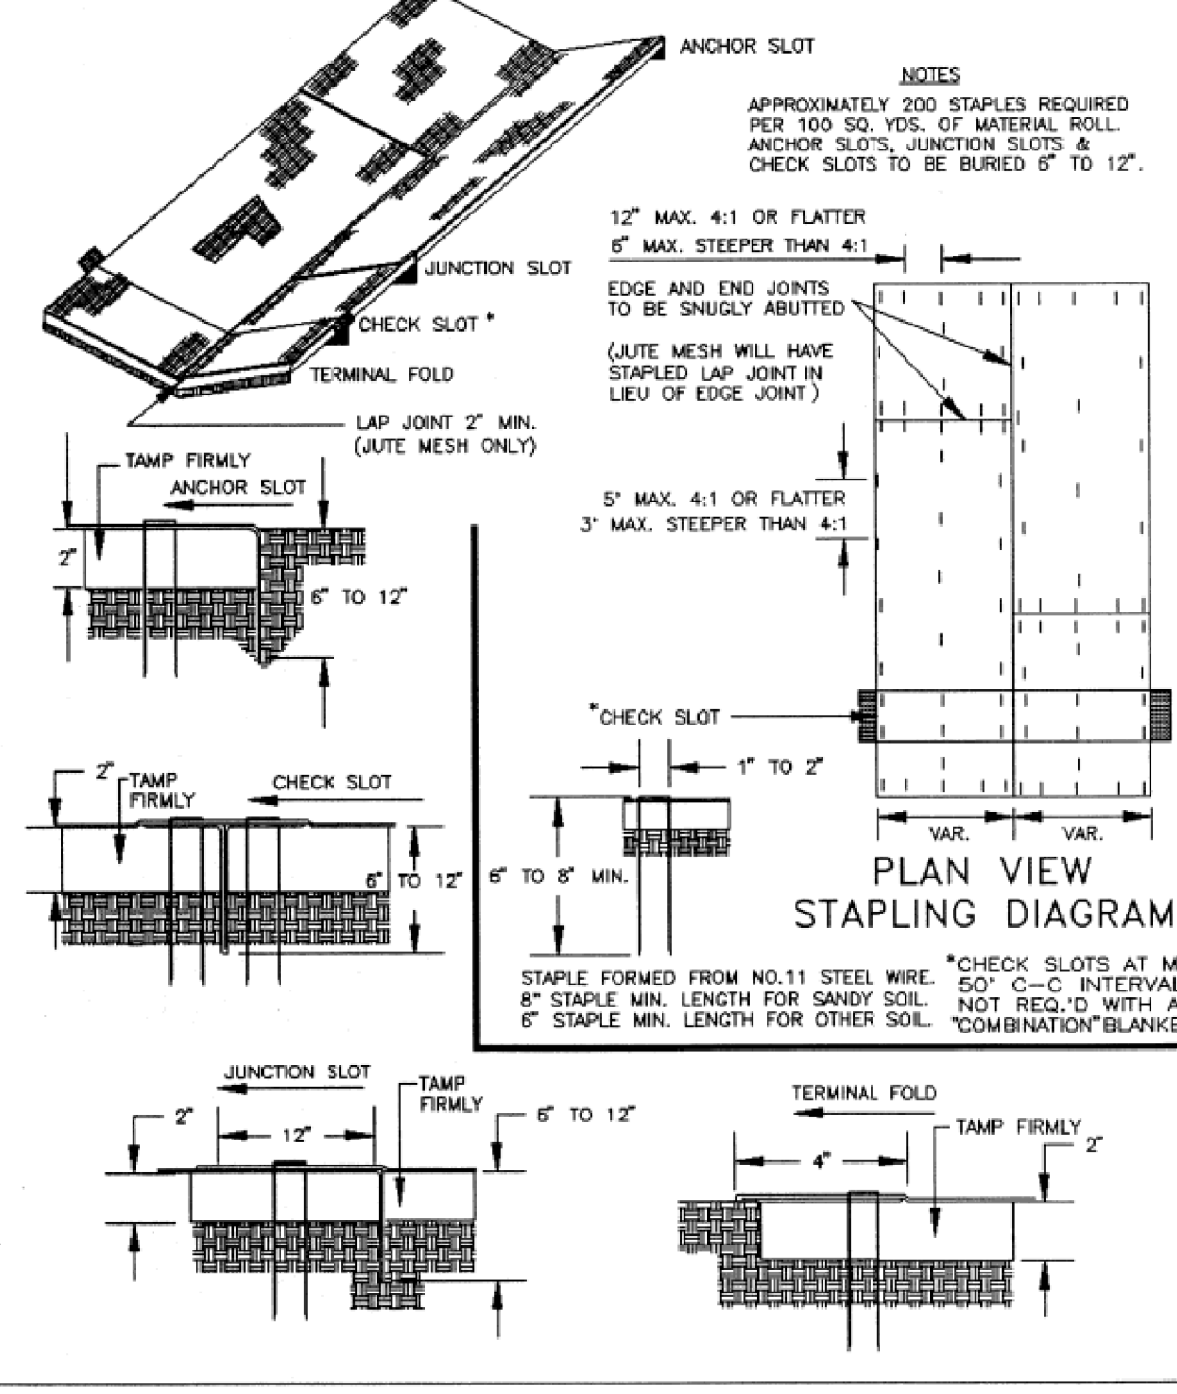 ANCHOR SLOT
NOTES
APPROXIMATELY 200 STAPLES REQUIRED
PER 100 SQ. YDS. OF MATERIAL ROLL.
ANCHOR SLOTS, JUNCTION SLOTS &
CHECK SLOTS TO BE BURIED 6" TO 12".
12" MAX. 4:1 OR FLATTER
6" MAX. STEEPER THAN 4:1
JUNCTION SLOT
EDGE AND END JOINTS
TO BE SNUGLY ABUTTED
CHECK SLOT *
(JUTE MESH WILL HAVE
STAPLED LAP JOINT IN
LIEU OF EDGE JOINT)
TERMINAL FOLD
LAP JOINT 2" MIN.
(JUTE MESH ONLY)
TAMP FIRMLY
ANCHOR SLOT
5' MAX. 4:1 OR FLATTER
3' MAX. STEEPER THAN 4:1
2"
6" TO 12"
*CHECK SLOT
1" TO 2"
2"
TAMP
FIRMLY
CHECK SLOT
VAR.
VAR.
6" TO 12"
6" TO 8" MIN.
PLAN VIEW
STAPLING DIAGRAM
STAPLE FORMED FROM NO.11 STEEL WIRE.
8" STAPLE MIN. LENGTH FOR SANDY SOIL.
6" STAPLE MIN. LENGTH FOR OTHER SOIL.
*CHECK SLOTS AT M
50' C-C INTERVAL
NOT REQ.'D WITH A
"COMBINATION" BLANKE
JUNCTION SLOT
TAMP
FIRMLY
2"
12"
6" TO 12"
TERMINAL FOLD
TAMP FIRMLY
4"
2"